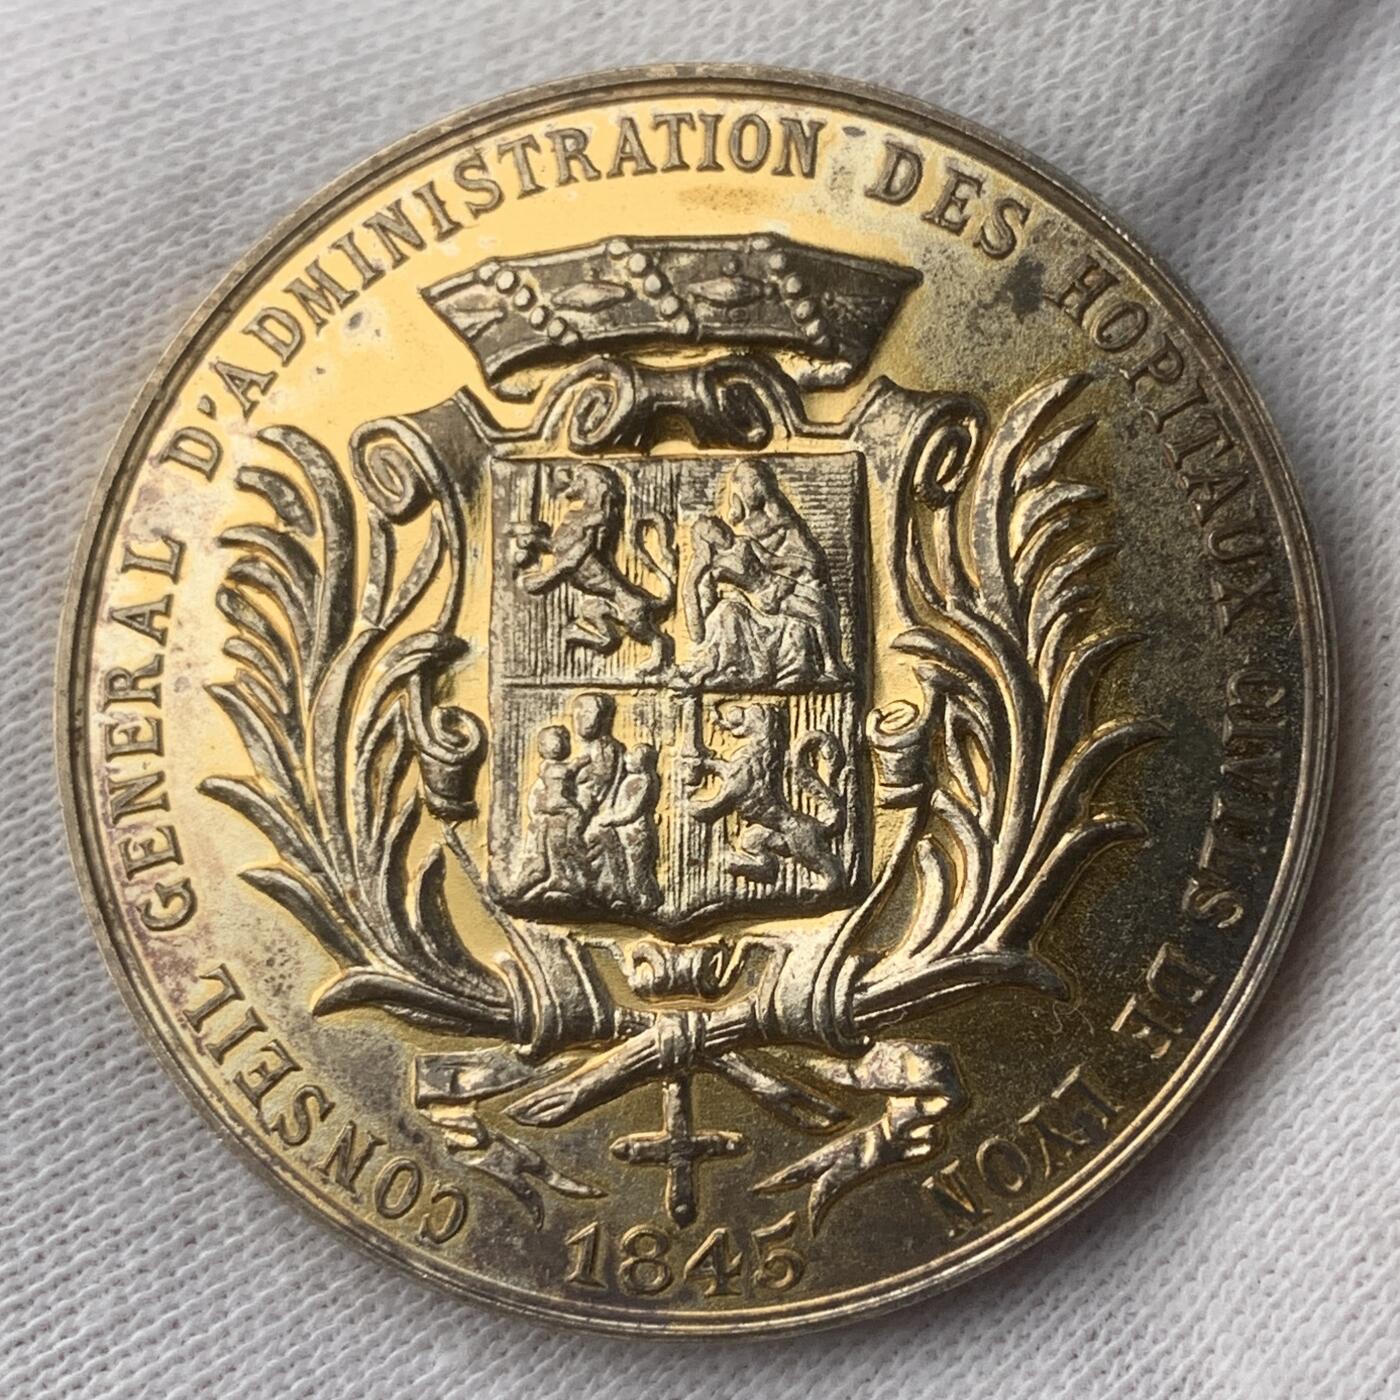 CONSEIL GENERAL D'ADMINISTRATION DES HOPITAUX CIVILS DE LYON
1845